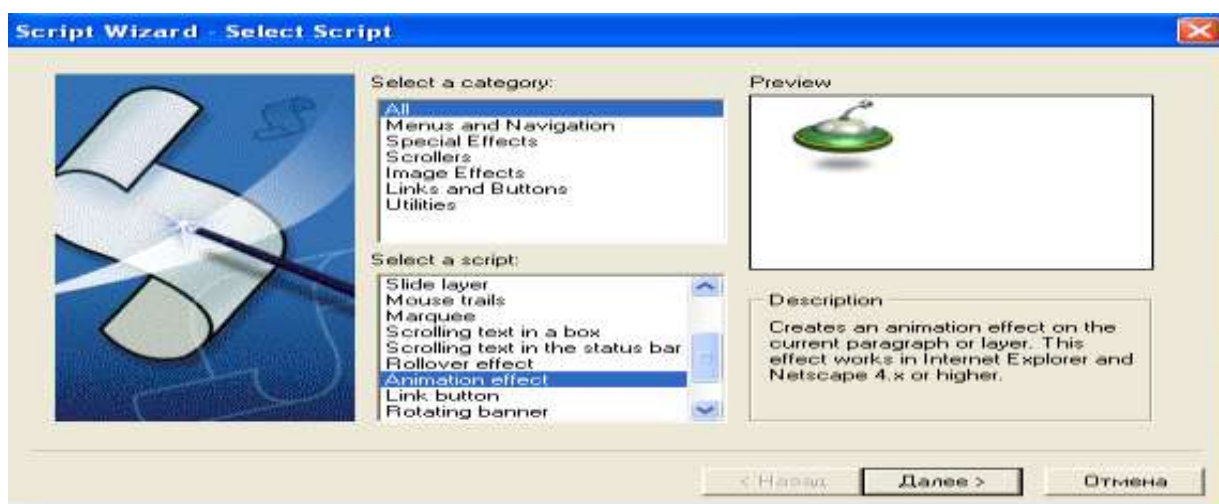 Script Wizard - Select Script
Select a category:
All
Menus and Navigation
Special Effects
Scrollers
Image Effects
Links and Buttons
Utilities
Select a script:
Slide layer
Mouse trails
Marquee
Scrolling text in a box
Scrolling text in the status bar
Rollover effect
Animation effect
Link button
Rotating banner
Preview
Description
Creates an animation effect on the
current paragraph or layer. This
effect works in Internet Explorer and
Netscape 4.x or higher.
< Назад
Далее >
Отмена